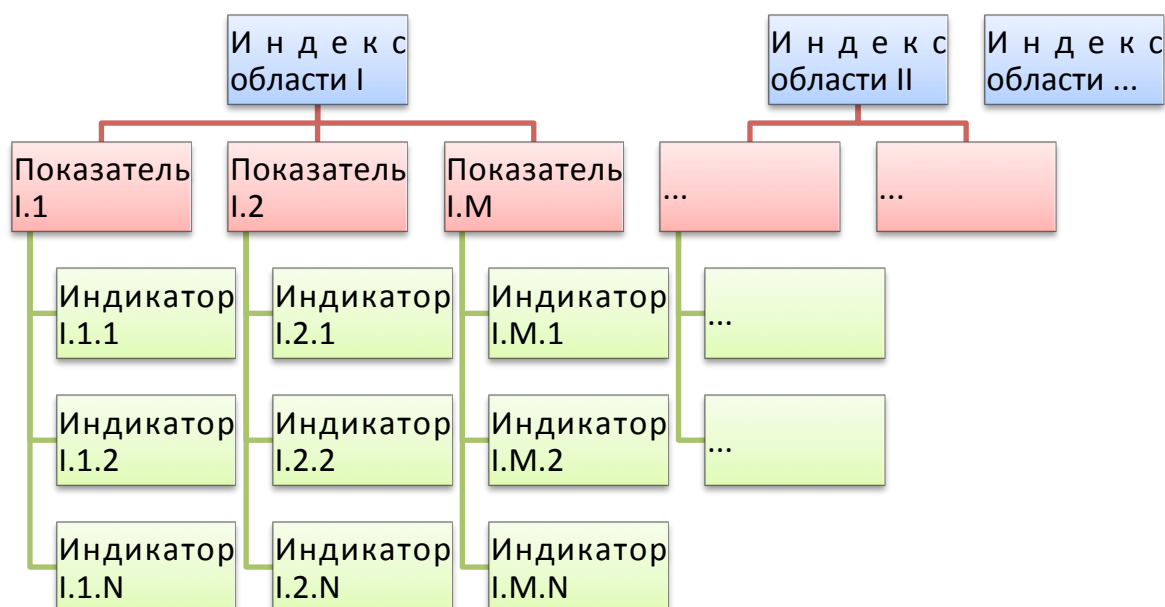 Индекс
области I
Индекс
области II
Индекс
области ...
Показатель
I.1
Показатель
I.2
Показатель
I.M
...
...
Индикатор
I.1.1
Индикатор
I.2.1
Индикатор
I.M.1
...
Индикатор
I.1.2
Индикатор
I.2.2
Индикатор
I.M.2
...
Индикатор
I.1.N
Индикатор
I.2.N
Индикатор
I.M.N